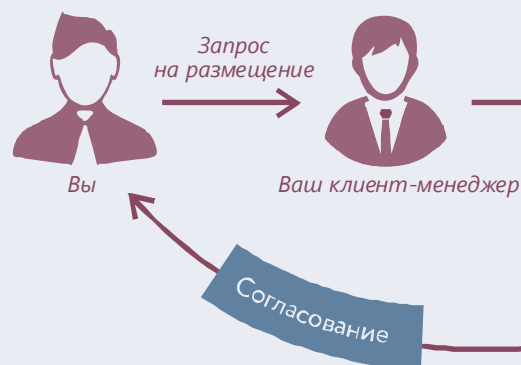 Запрос
на размещение
Вы
Ваш клиент-менеджер
Согласование